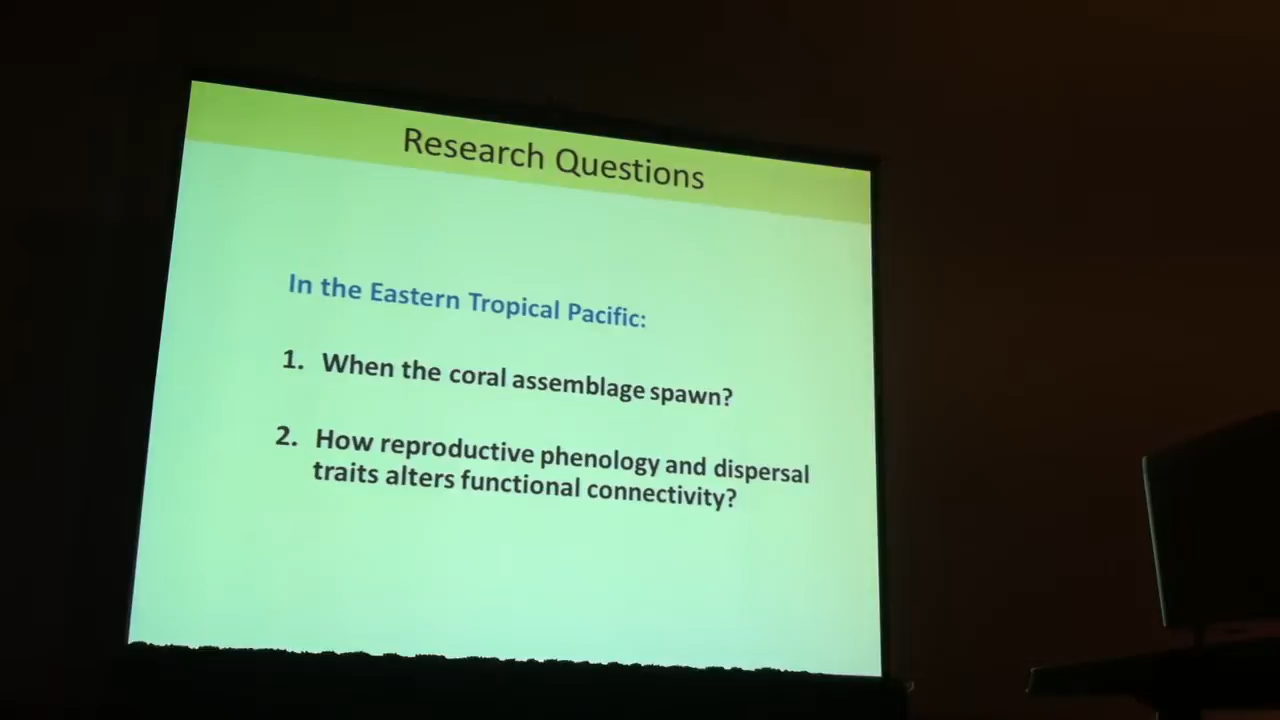 Research Questions
In the Eastern Tropical Pacific:
1. When the coral assemblage spawn?
2. How reproductive phenology and dispersal
traits alters functional connectivity?